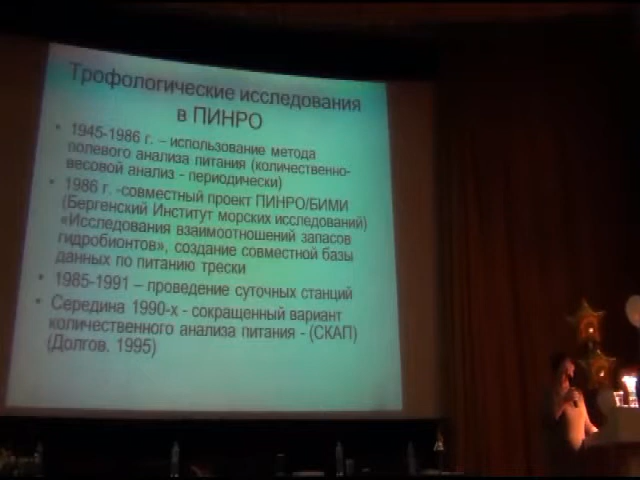 Трофологические исследования
в ПИНРО
• 1945-1986 г. – использование метода
полевого анализа питания (количественно-
весовой анализ - периодически)
• 1986 г. -совместный проект ПИНРО/БИМИ
(Бергенский Институт морских исследований)
«Исследования взаимоотношений запасов
гидробионтов», создание совместной базы
данных по питанию трески
• 1985-1991 – проведение суточных станций
• Середина 1990-х - сокращенный вариант
количественного анализа питания - (СКАП)
(Долгов. 1995)